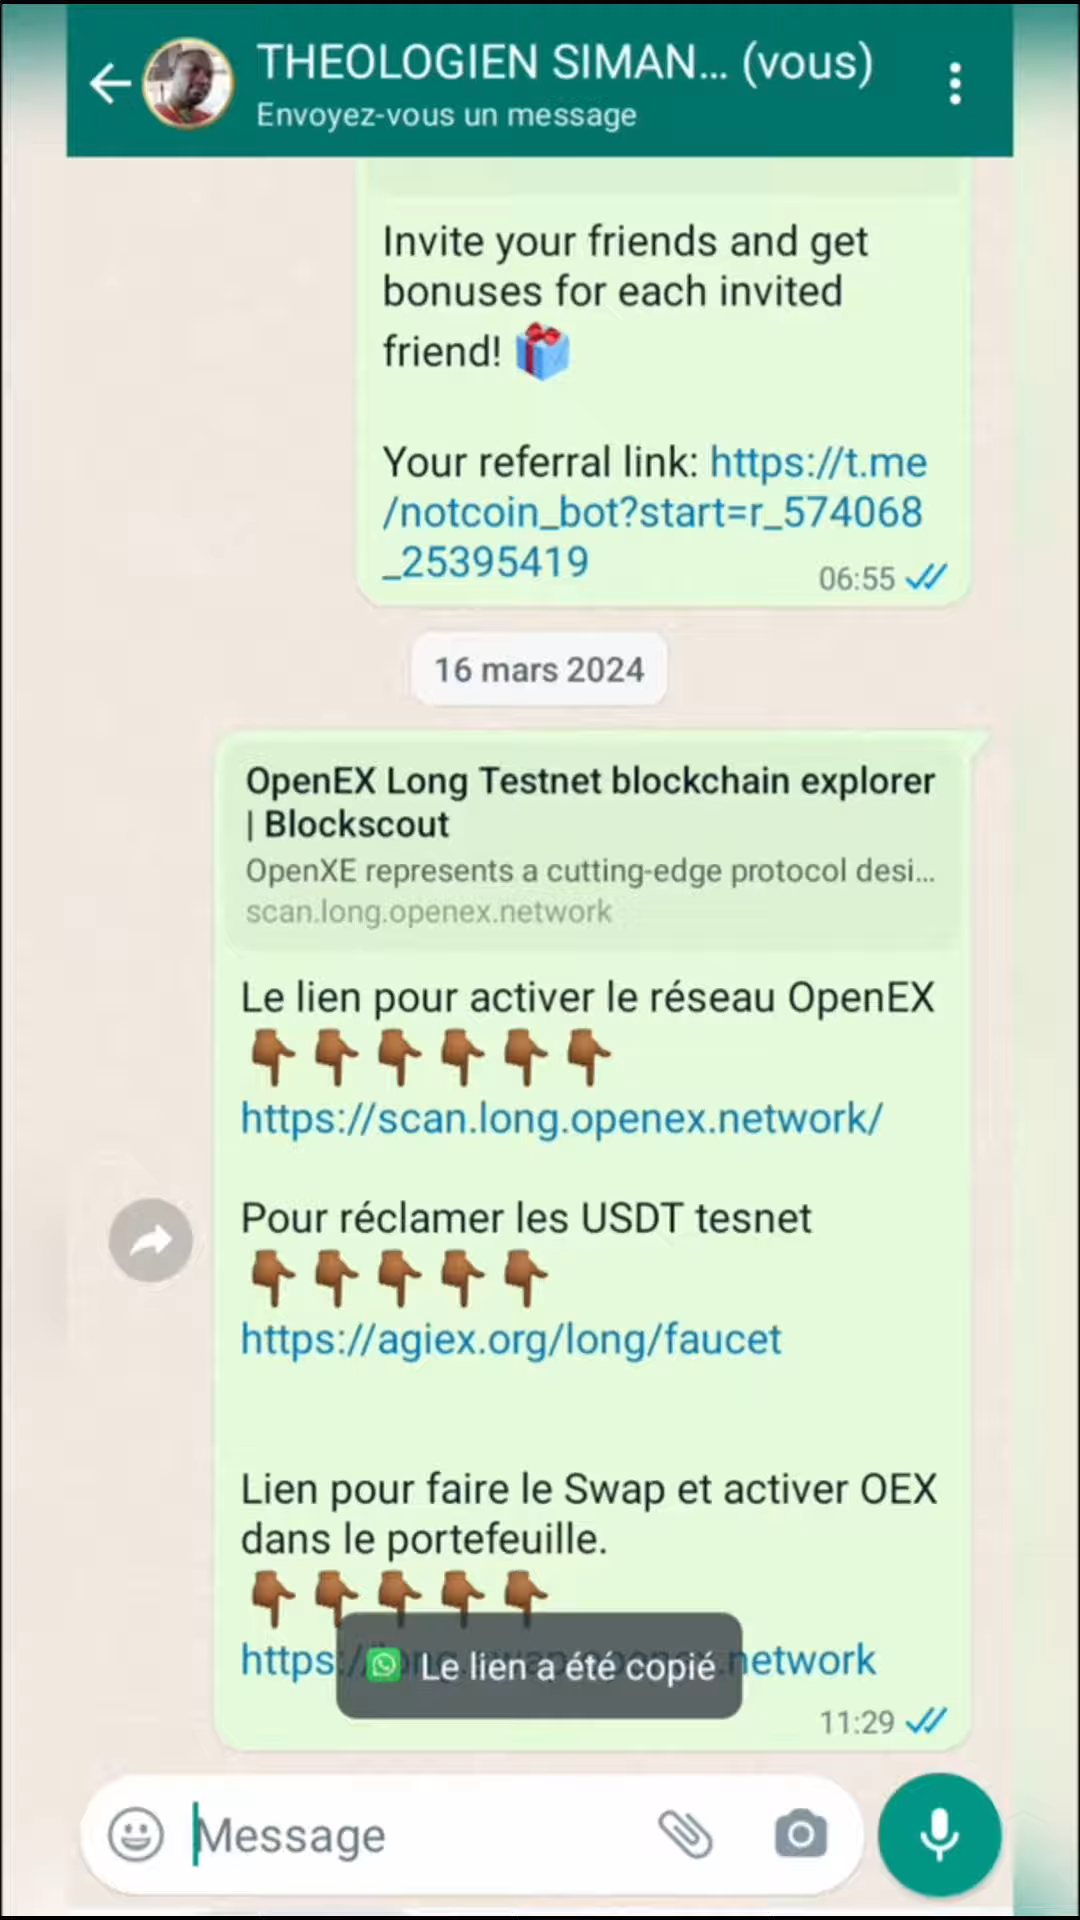 THEOLOGIEN SIMAN... (vous)
Envoyez-vous un message
Invite your friends and get
bonuses for each invited
friend! 🎁
Your referral link: https://t.me
/notcoin_bot?start=r_574068
_25395419
06:55
16 mars 2024
OpenEX Long Testnet blockchain explorer
| Blockscout
OpenXE represents a cutting-edge protocol desi...
scan.long.openex.network
Le lien pour activer le réseau OpenEX
👇🏾👇🏾👇🏾👇🏾👇🏾👇🏾
https://scan.long.openex.network/
Pour réclamer les USDT tesnet
👇🏾👇🏾👇🏾👇🏾👇🏾
https://agiex.org/long/faucet
Lien pour faire le Swap et activer OEX
dans le portefeuille.
👇🏾👇🏾👇🏾👇🏾👇🏾
https://long.swap.openex.network
Le lien a été copié
11:29
Message